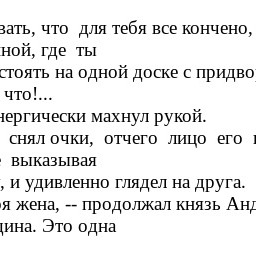 вать, что для тебя все кончено,
ной, где ты
стоять на одной доске с придво
что!...
нергически махнул рукой.
снял очки, отчего лицо его
выказывая
, и удивленно глядел на друга.
я жена, -- продолжал князь Анд
щина. Это одна